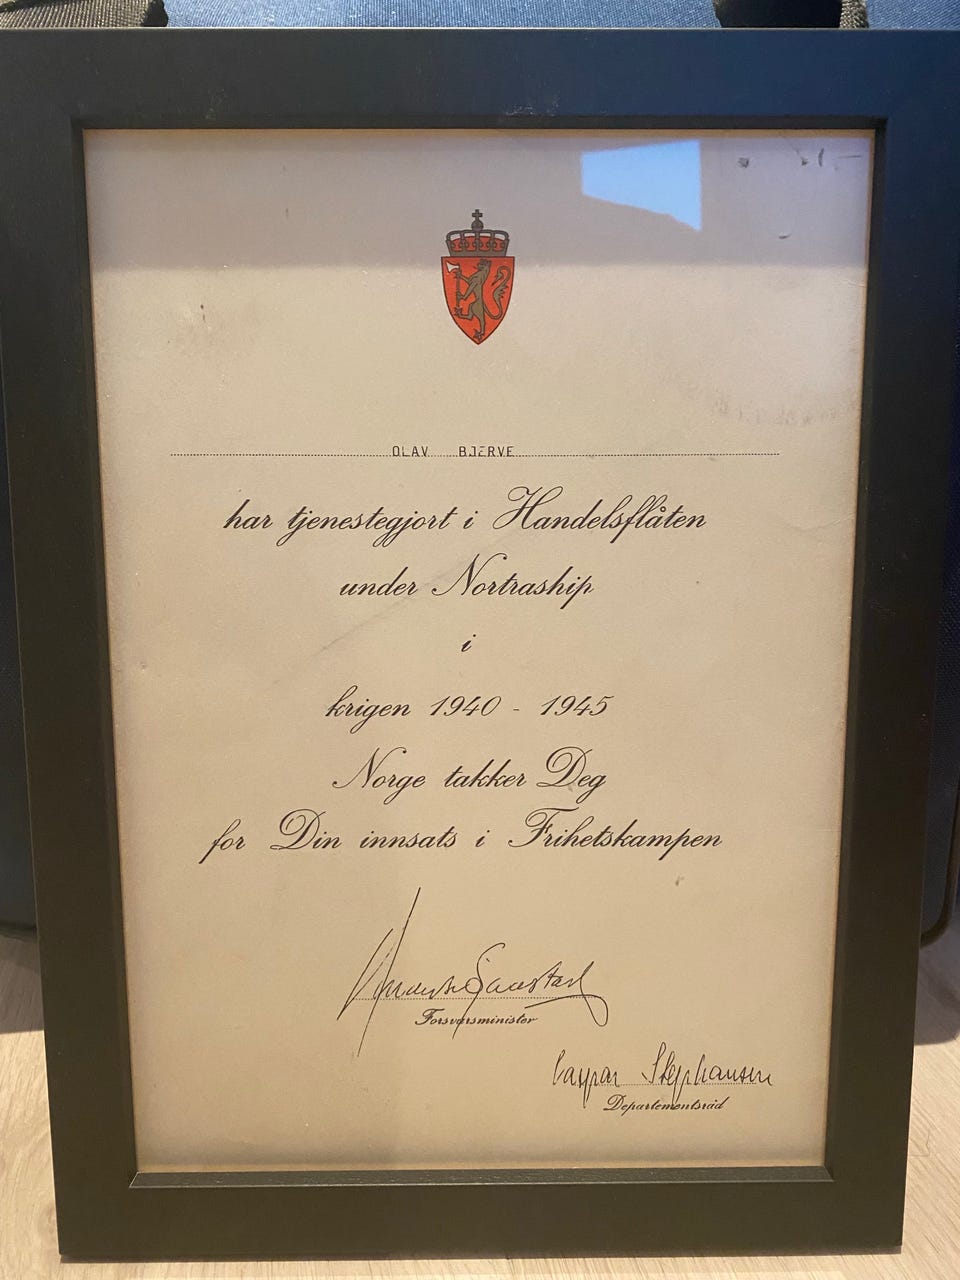 OLAV BJERVE
har tjenestegjort i Handelsflåten
under Nortraship
i
krigen 1940 - 1945
Norge takker Deg
for Din innsats i Frihetskampen
Forsvarsminister
Caspar Stephansen
Departementsråd